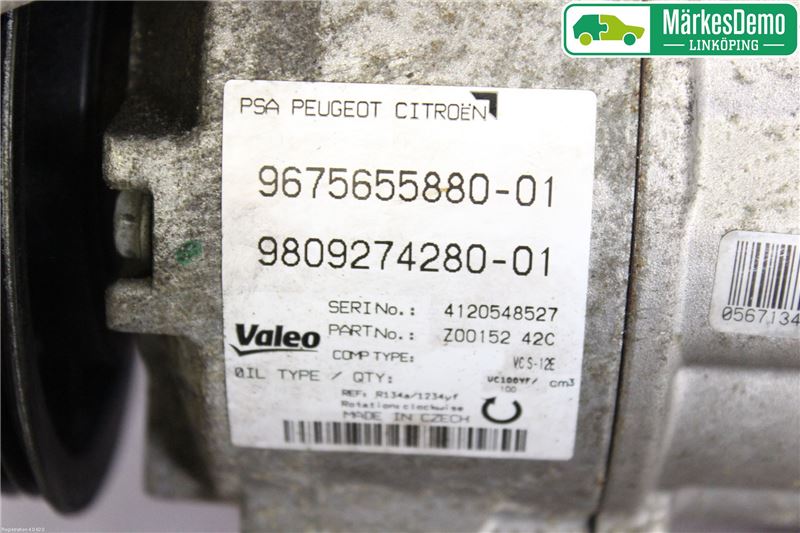 MärkesDemo
LINKÖPING
PSA PEUGEOT CITROËN
9675655880-01
9809274280-01
SERI No.: 4120548527
Valeo PART No.: Z00152 42C
COMP TYPE: VCS-12E
ØIL TYPE / QTY: VC100YF/ 100 cm3
REF: R134a/1234yf
Rotation:clockwise
MADE IN CZECH
0567134